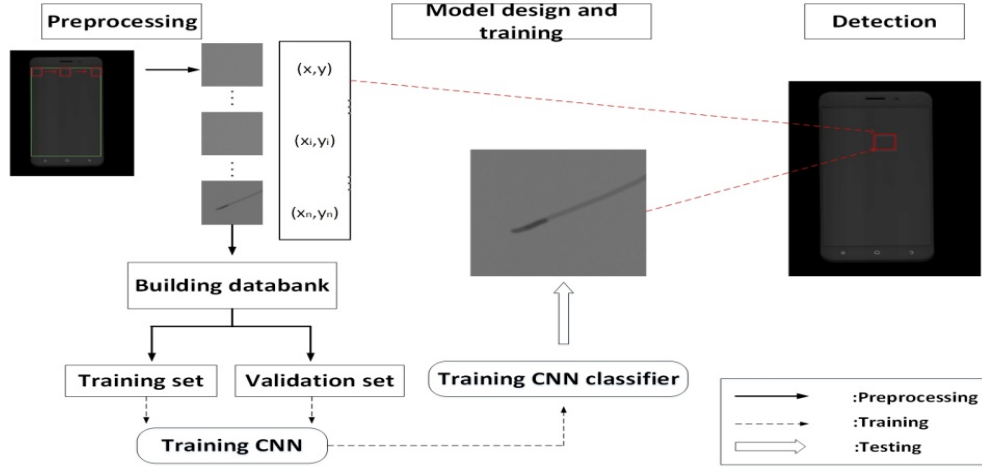 Preprocessing
Model design and
training
Detection
(x,y)
(xᵢ,yᵢ)
(xₙ,yₙ)
Building databank
Training set
Validation set
Training CNN classifier
Training CNN
:Preprocessing
:Training
:Testing